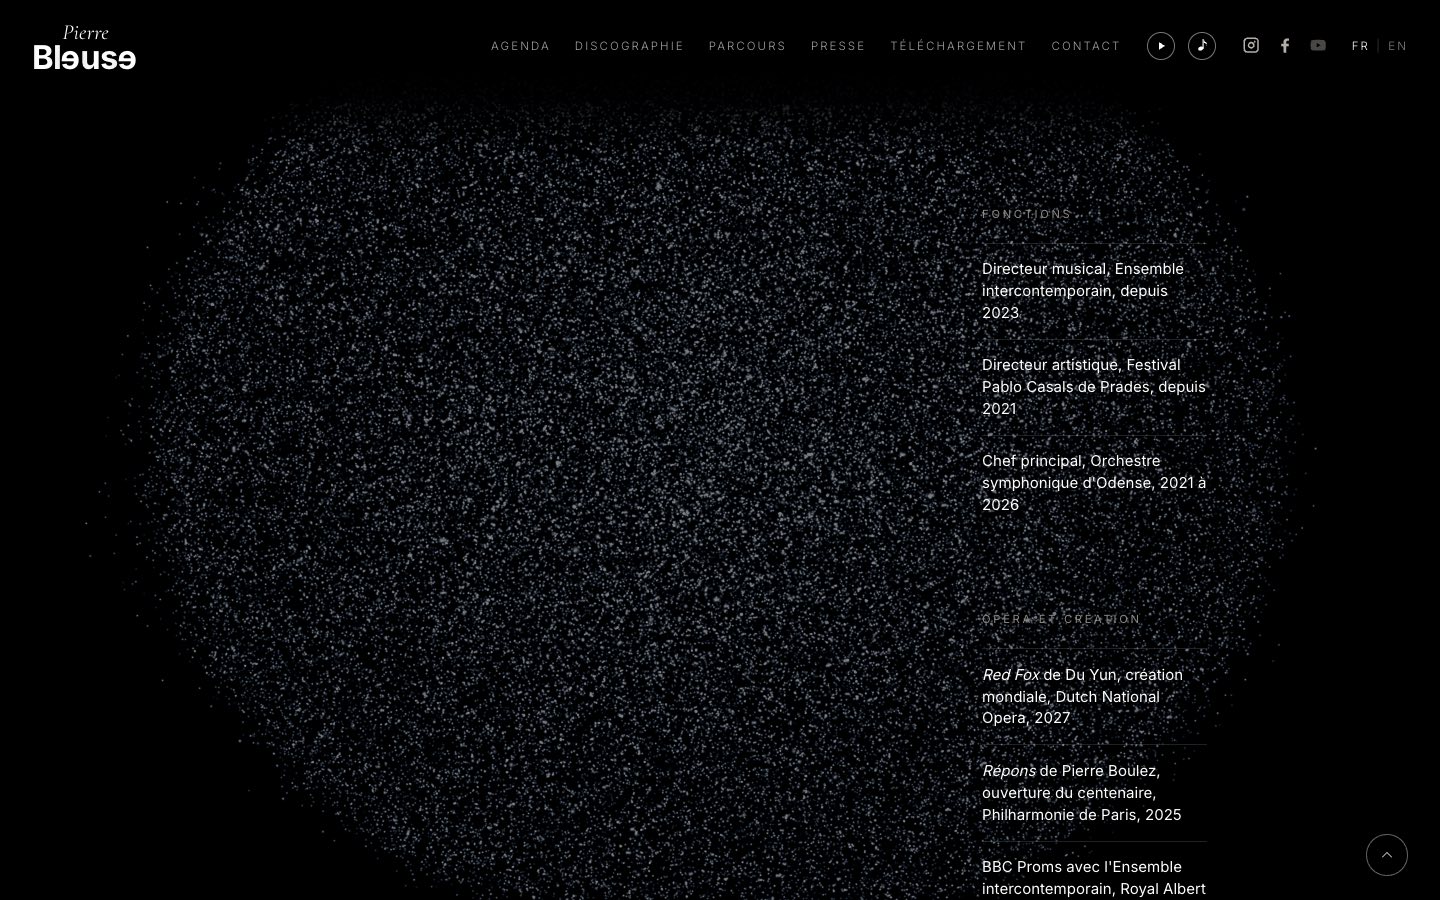 Pierre
Bleuse
AGENDA DISCOGRAPHIE PARCOURS PRESSE TÉLÉCHARGEMENT CONTACT FR EN
FONCTIONS
Directeur musical, Ensemble
intercontemporain, depuis
2023
Directeur artistique, Festival
Pablo Casals de Prades, depuis
2021
Chef principal, Orchestre
symphonique d'Odense, 2021 à
2026
OPÉRA ET CRÉATION
Red Fox de Du Yun, création
mondiale, Dutch National
Opera, 2027
Répons de Pierre Boulez,
ouverture du centenaire,
Philharmonie de Paris, 2025
BBC Proms avec l'Ensemble
intercontemporain, Royal Albert